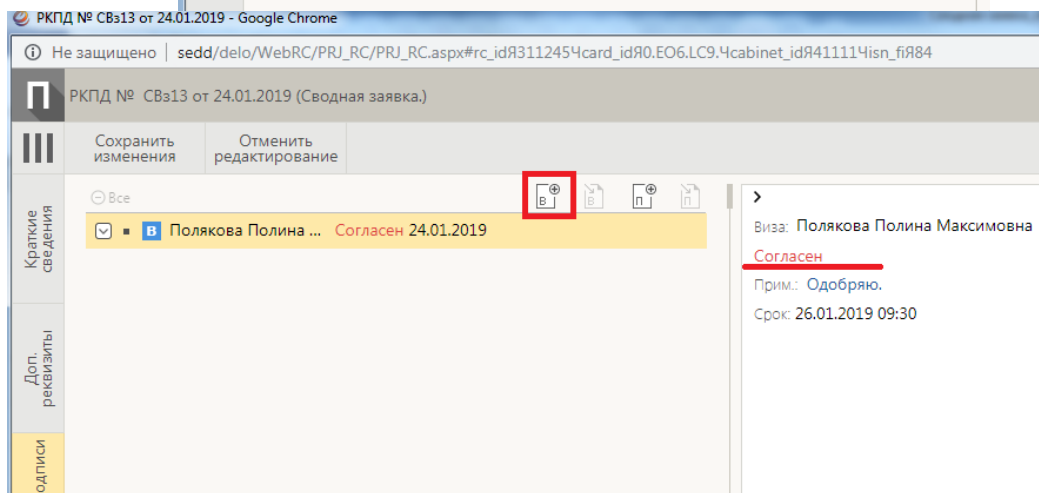 РКПД № СВз13 от 24.01.2019 - Google Chrome
Не защищено | sedd/delo/WebRC/PRJ_RC/PRJ_RC.aspx#rc_idЯ311245Чcard_idЯ0.EO6.LC9.Чcabinet_idЯ41111Чisn_fiЯ84
П РКПД № СВз13 от 24.01.2019 (Сводная заявка.)
Сохранить изменения
Отменить редактирование
Краткие сведения
Доп. реквизиты
одписи
Все
В В П П
В Полякова Полина ... Согласен 24.01.2019
Виза: Полякова Полина Максимовна
Согласен
Прим.: Одобряю.
Срок: 26.01.2019 09:30